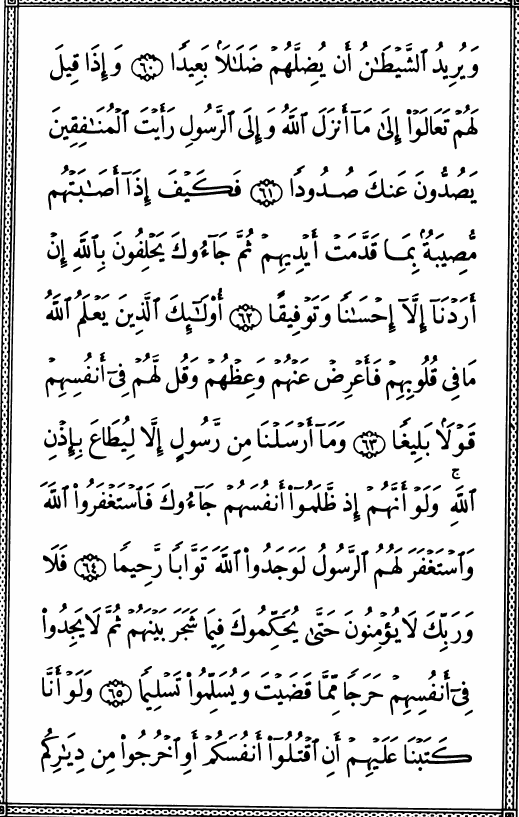 وَيُرِيدُ ٱلشَّيْطَٰنُ أَن يُضِلَّهُمْ ضَلَٰلَۢا بَعِيدٗا ۝٦٠ وَإِذَا قِيلَ
لَهُمْ تَعَالَوْا۟ إِلَىٰ مَآ أَنزَلَ ٱللَّهُ وَإِلَى ٱلرَّسُولِ رَأَيْتَ ٱلْمُنَٰفِقِينَ
يَصُدُّونَ عَنكَ صُدُودٗا ۝٦١ فَكَيْفَ إِذَآ أَصَٰبَتْهُم
مُّصِيبَةُۢ بِمَا قَدَّمَتْ أَيْدِيهِمْ ثُمَّ جَآءُوكَ يَحْلِفُونَ بِٱللَّهِ إِنْ
أَرَدْنَآ إِلَّآ إِحْسَٰنٗا وَتَوْفِيقًا ۝٦٢ أُو۟لَٰٓئِكَ ٱلَّذِينَ يَعْلَمُ ٱللَّهُ
مَا فِى قُلُوبِهِمْ فَأَعْرِضْ عَنْهُمْ وَعِظْهُمْ وَقُل لَّهُمْ فِىٓ أَنفُسِهِمْ
قَوْلَۢا بَلِيغٗا ۝٦٣ وَمَآ أَرْسَلْنَا مِن رَّسُولٍ إِلَّا لِيُطَاعَ بِإِذْنِ
ٱللَّهِ ۚ وَلَوْ أَنَّهُمْ إِذ ظَّلَمُوٓا۟ أَنفُسَهُمْ جَآءُوكَ فَٱسْتَغْفَرُوا۟ ٱللَّهَ
وَٱسْتَغْفَرَ لَهُمُ ٱلرَّسُولُ لَوَجَدُوا۟ ٱللَّهَ تَوَّابٗا رَّحِيمٗا ۝٦٤ فَلَا
وَرَبِّكَ لَا يُؤْمِنُونَ حَتَّىٰ يُحَكِّمُوكَ فِيمَا شَجَرَ بَيْنَهُمْ ثُمَّ لَا يَجِدُوا۟
فِىٓ أَنفُسِهِمْ حَرَجٗا مِّمَّا قَضَيْتَ وَيُسَلِّمُوا۟ تَسْلِيمٗا ۝٦٥ وَلَوْ أَنَّا
كَتَبْنَا عَلَيْهِمْ أَنِ ٱقْتُلُوٓا۟ أَنفُسَكُمْ أَوِ ٱخْرُجُوا۟ مِن دِيَٰرِكُم